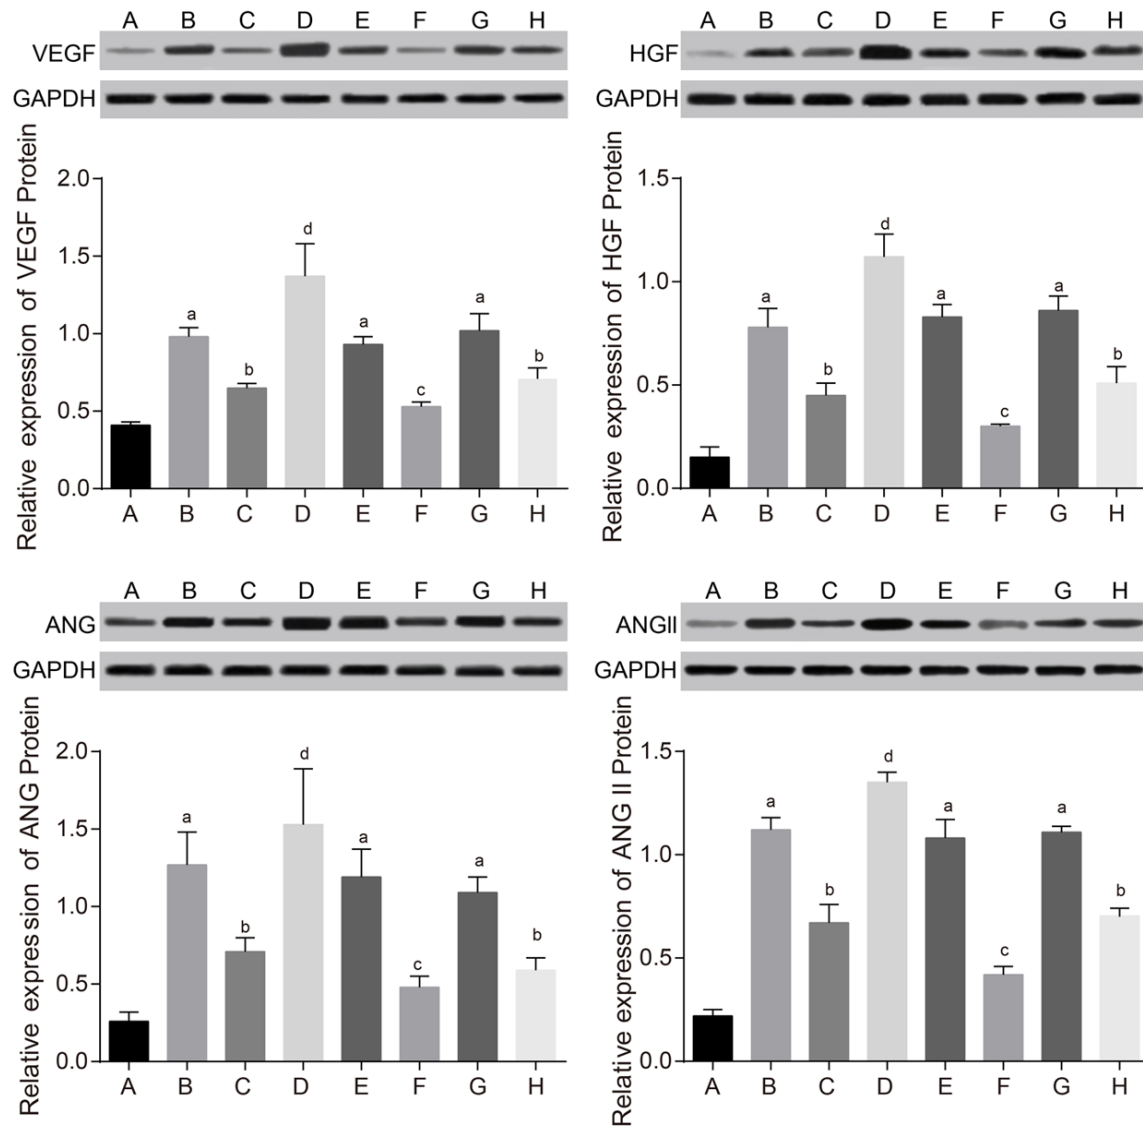 A B C D E F G H
VEGF
GAPDH
Relative expression of VEGF Protein
2.0
1.5
1.0
0.5
0.0
a
b
d
a
c
a
b
A B C D E F G H
A B C D E F G H
HGF
GAPDH
Relative expression of HGF Protein
1.5
1.0
0.5
0.0
a
b
d
a
c
a
b
A B C D E F G H
A B C D E F G H
ANG
GAPDH
Relative expression of ANG Protein
2.0
1.5
1.0
0.5
0.0
a
b
d
a
c
a
b
A B C D E F G H
A B C D E F G H
ANGII
GAPDH
Relative expression of ANG II Protein
1.5
1.0
0.5
0.0
a
b
d
a
c
a
b
A B C D E F G H